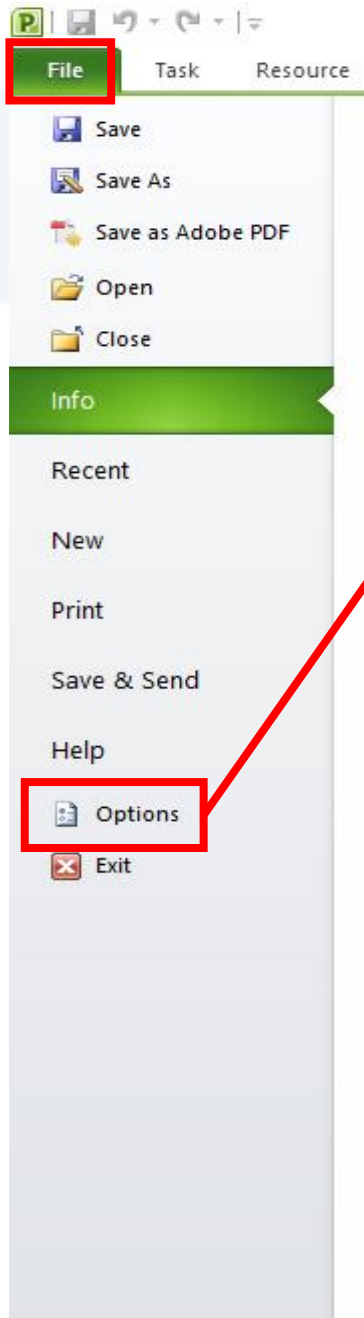 P
File Task Resource
Save
Save As
Save as Adobe PDF
Open
Close
Info
Recent
New
Print
Save & Send
Help
Options
Exit